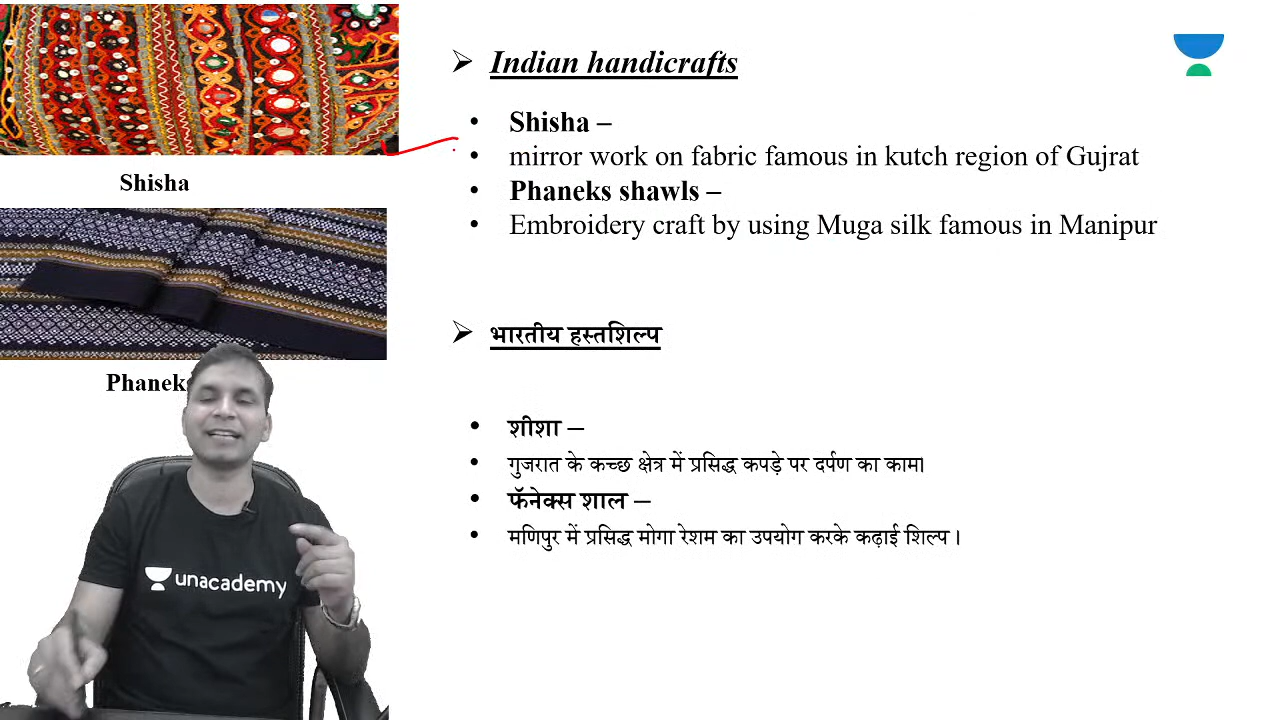 Indian handicrafts
Shisha –
mirror work on fabric famous in kutch region of Gujrat
Phaneks shawls –
Embroidery craft by using Muga silk famous in Manipur
Shisha
Phaneks
भारतीय हस्तशिल्प
शीशा –
गुजरात के कच्छ क्षेत्र में प्रसिद्ध कपड़े पर दर्पण का काम।
फॅनेक्स शाल –
मणिपुर में प्रसिद्ध मोगा रेशम का उपयोग करके कढ़ाई शिल्प ।
unacademy